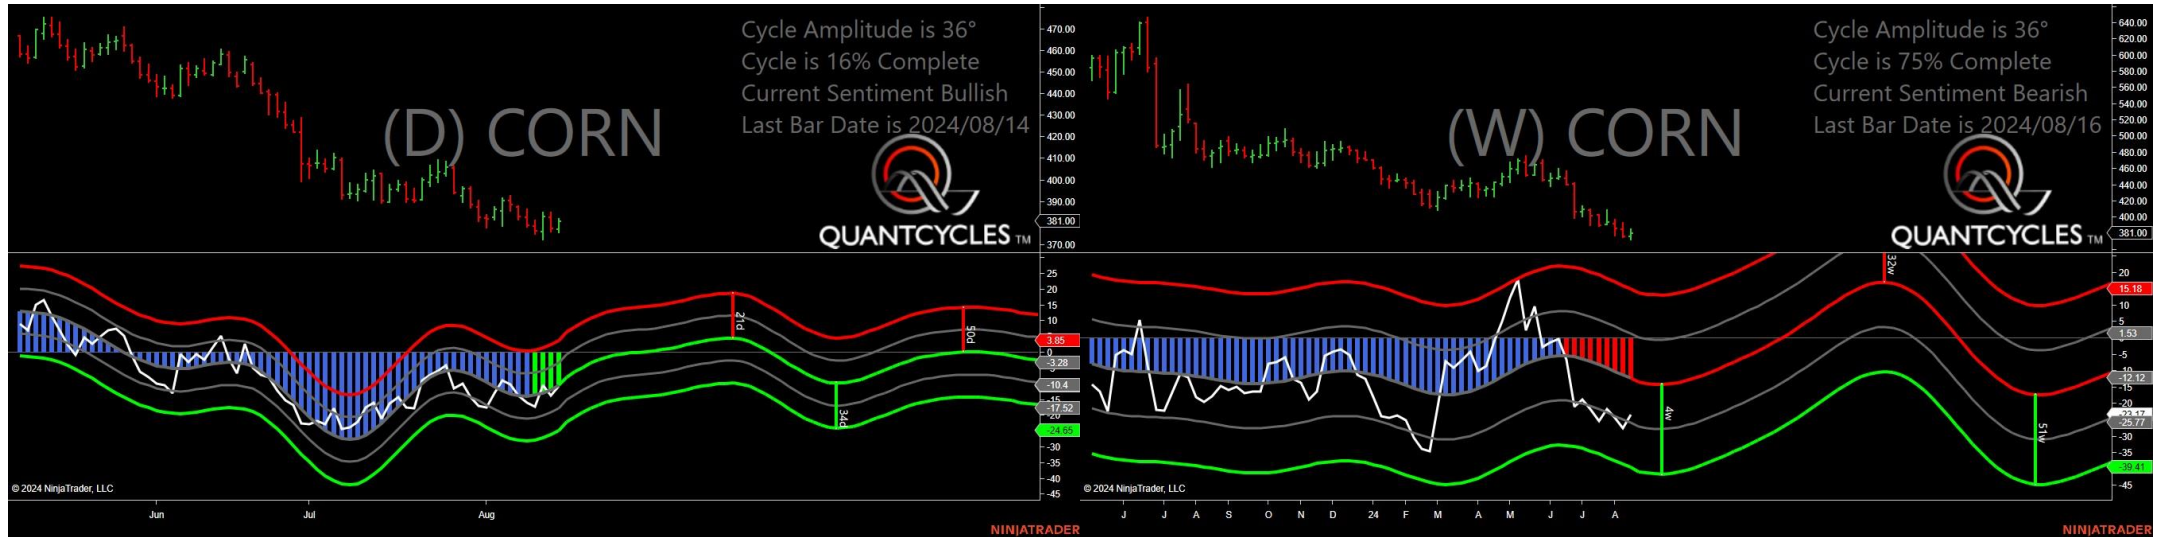 Cycle Amplitude is 36°
Cycle is 16% Complete
Current Sentiment Bullish
Last Bar Date is 2024/08/14
(D) CORN
QUANTCYCLES TM
470.00
460.00
450.00
440.00
430.00
420.00
410.00
400.00
390.00
381.00
370.00
25
20
15
10
3.85
0
-3.28
-10.4
-15
-17.52
-24.65
-30
-35
-40
-45
21d
34d
50d
© 2024 NinjaTrader, LLC
Jun
Jul
Aug
NINJATRADER
Cycle Amplitude is 36°
Cycle is 75% Complete
Current Sentiment Bearish
Last Bar Date is 2024/08/16
(W) CORN
QUANTCYCLES TM
640.00
620.00
600.00
580.00
560.00
540.00
520.00
500.00
480.00
460.00
440.00
420.00
400.00
381.00
20
15.18
10
5
1.53
-5
-12.12
-15
-20
-23.17
-25.77
-30
-35
-39.41
-45
32w
4w
51w
© 2024 NinjaTrader, LLC
J
J
A
S
O
N
D
24
F
M
A
M
J
J
A
NINJATRADER